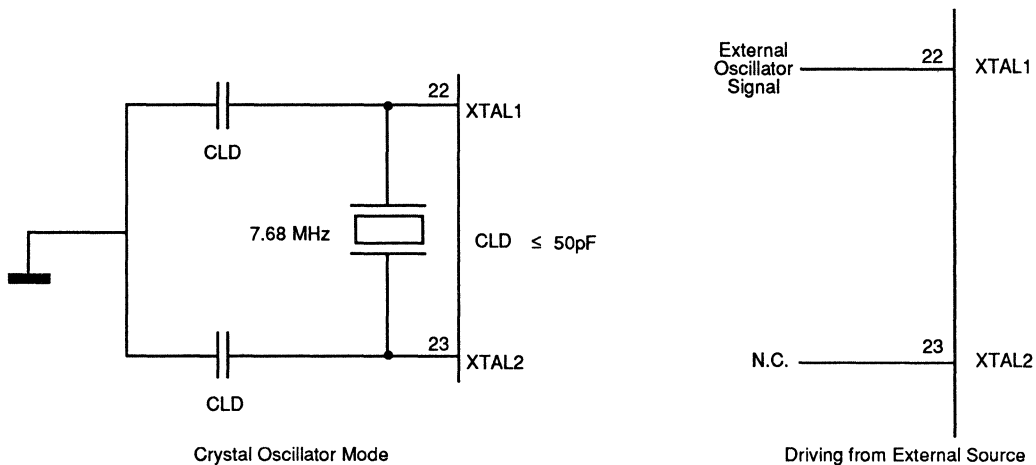 22
XTAL1
CLD
7.68 MHz
CLD ≤ 50pF
23
XTAL2
CLD
Crystal Oscillator Mode
External
Oscillator
Signal
22
XTAL1
N.C.
23
XTAL2
Driving from External Source